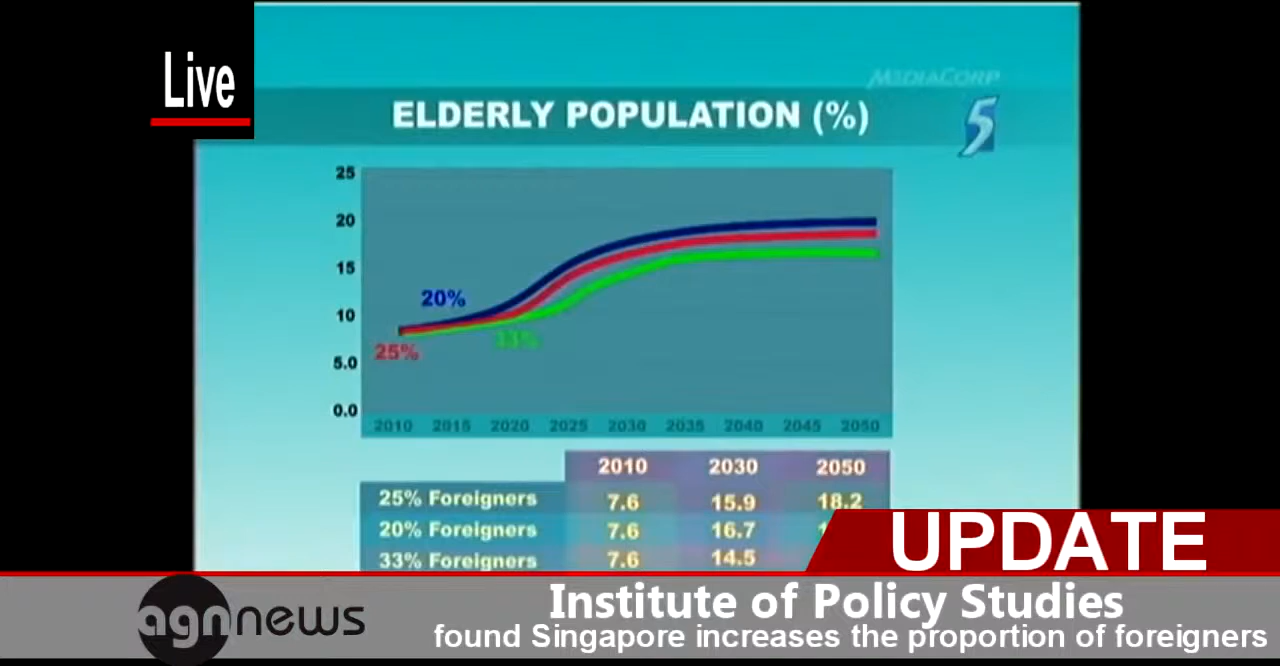 Live
MEDIACORP
5
ELDERLY POPULATION (%)
25
20
15
10
5.0
0.0
20%
25%
33%
2010 2015 2020 2025 2030 2035 2040 2045 2050
2010 2030 2050
25% Foreigners 7.6 15.9 18.2
20% Foreigners 7.6 16.7
33% Foreigners 7.6 14.5
UPDATE
agnnews
Institute of Policy Studies
found Singapore increases the proportion of foreigners